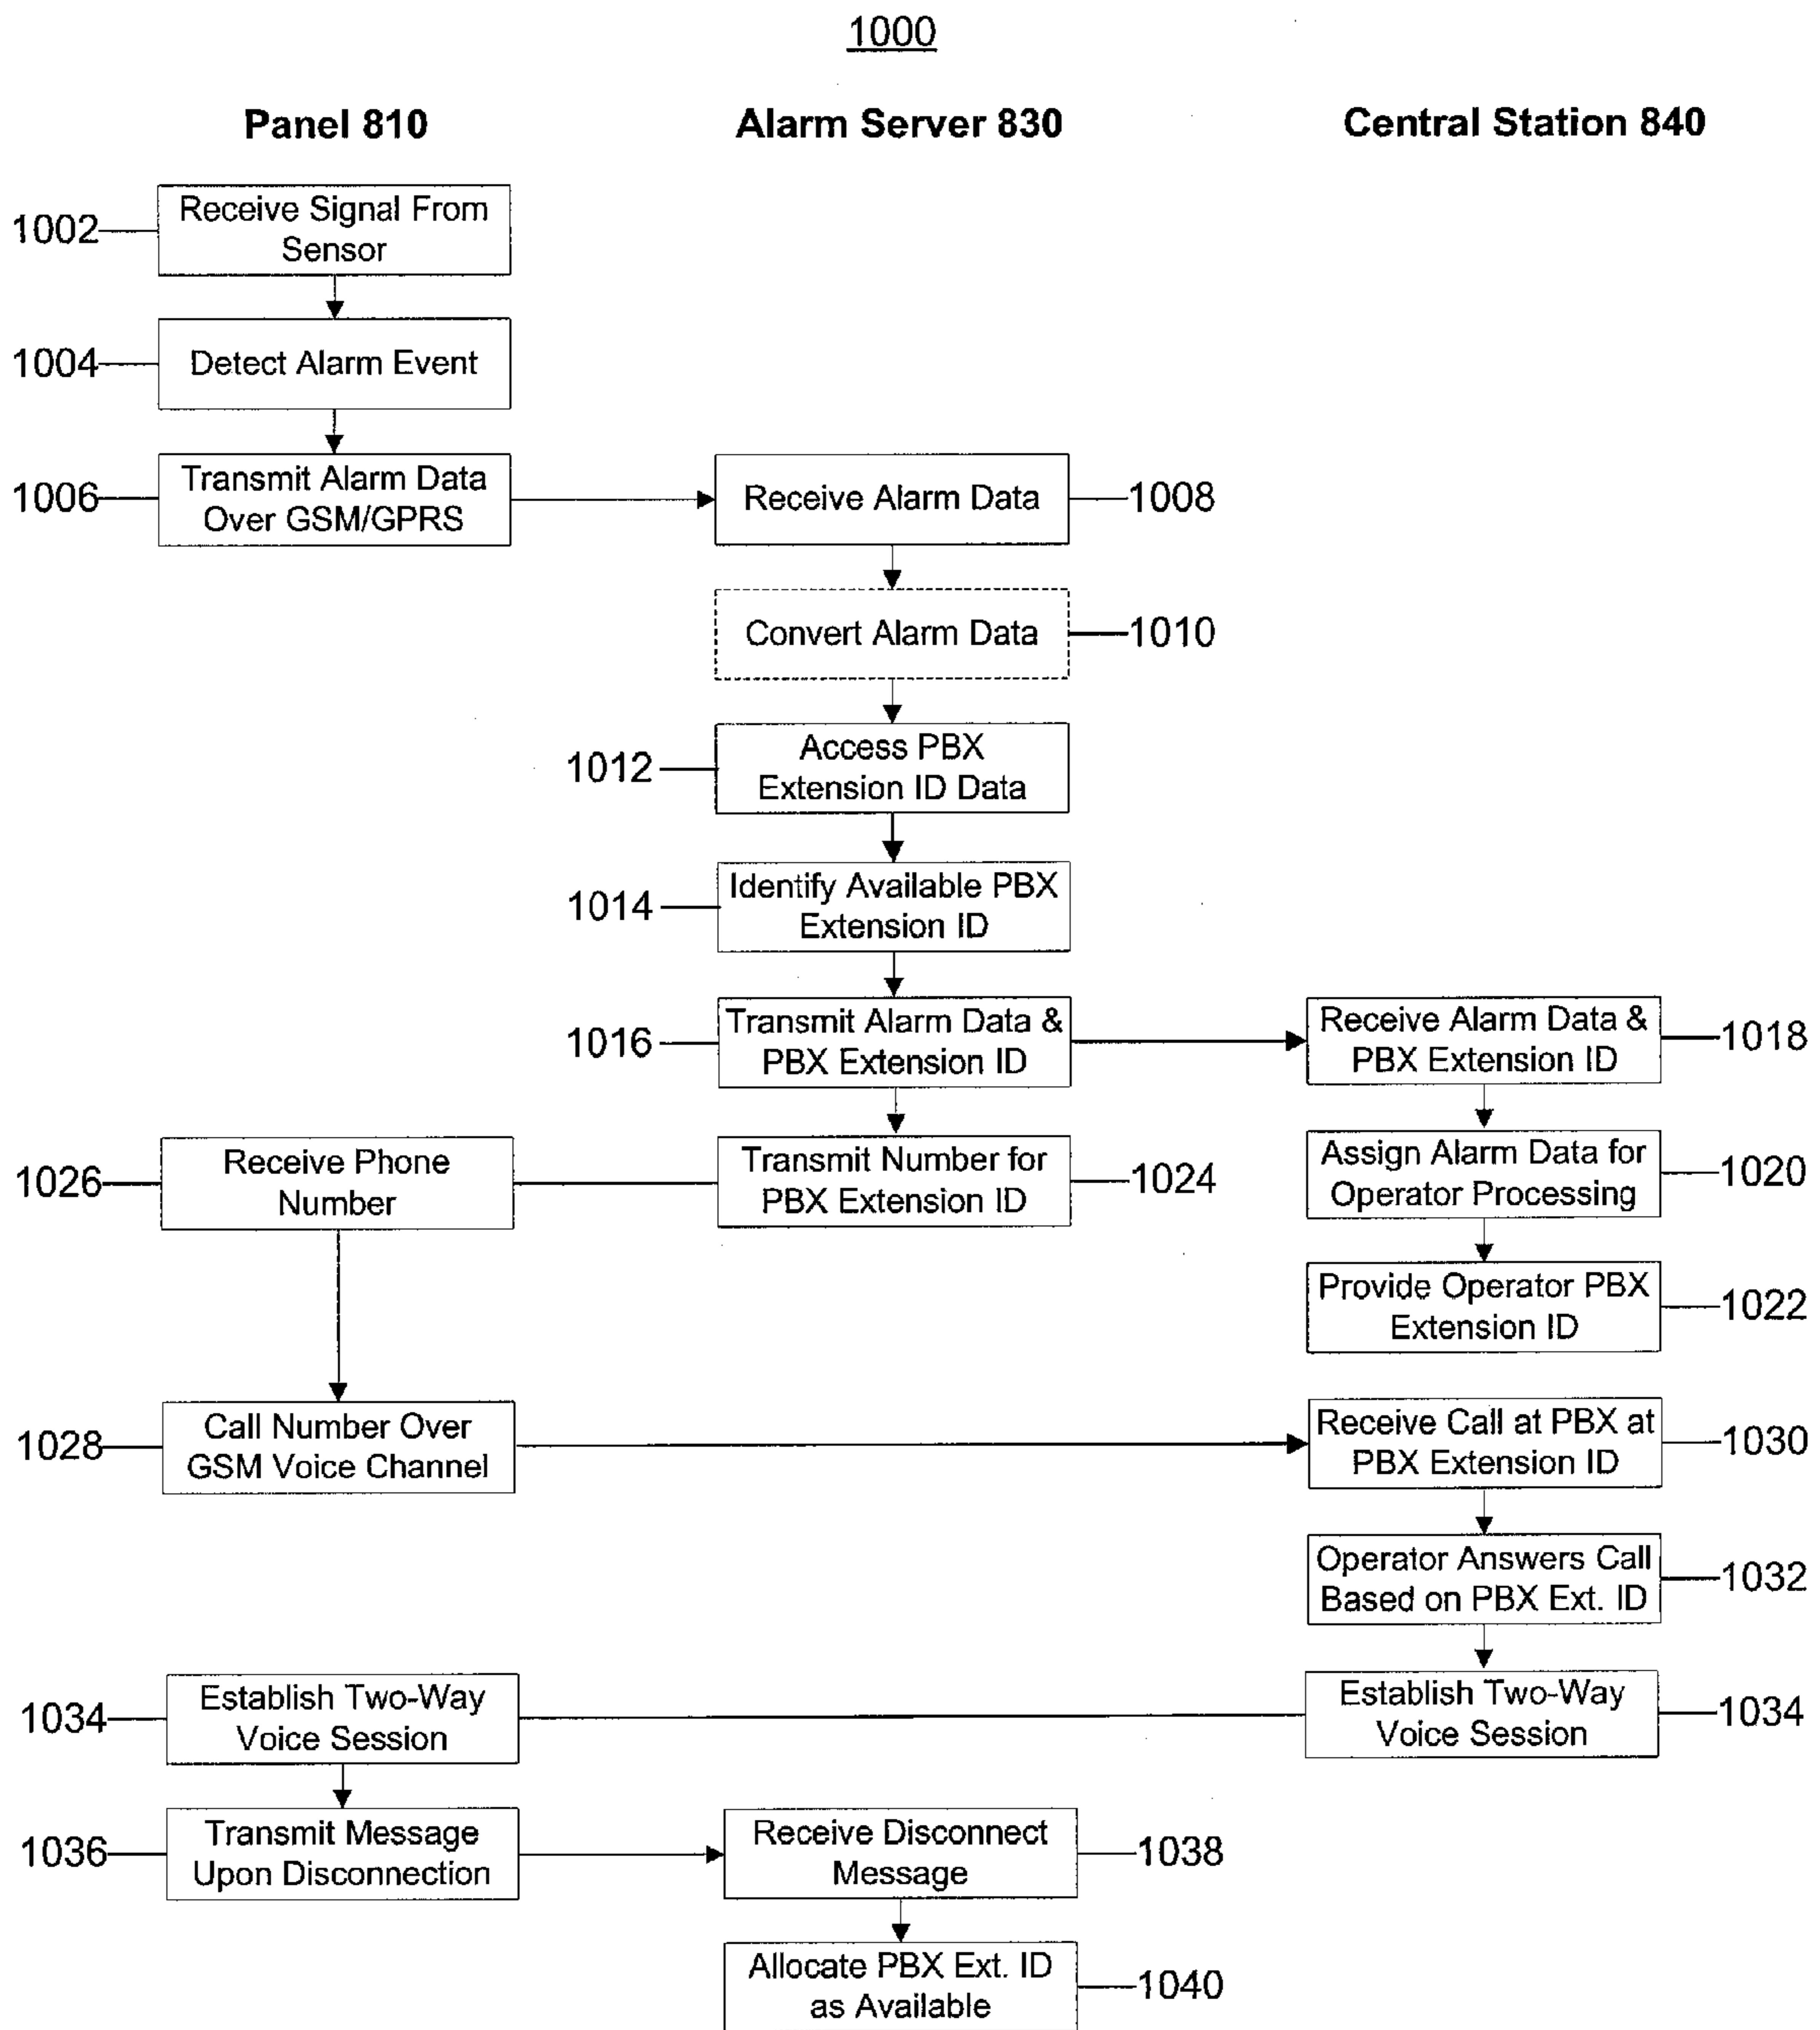 1000
Panel 810
Alarm Server 830
Central Station 840
1002
Receive Signal From
Sensor
1004
Detect Alarm Event
1006
Transmit Alarm Data
Over GSM/GPRS
Receive Alarm Data
1008
Convert Alarm Data
1010
1012
Access PBX
Extension ID Data
1014
Identify Available PBX
Extension ID
1016
Transmit Alarm Data &
PBX Extension ID
Receive Alarm Data &
PBX Extension ID
1018
1026
Receive Phone
Number
Transmit Number for
PBX Extension ID
1024
Assign Alarm Data for
Operator Processing
1020
Provide Operator PBX
Extension ID
1022
1028
Call Number Over
GSM Voice Channel
Receive Call at PBX at
PBX Extension ID
1030
Operator Answers Call
Based on PBX Ext. ID
1032
1034
Establish Two-Way
Voice Session
Establish Two-Way
Voice Session
1034
1036
Transmit Message
Upon Disconnection
Receive Disconnect
Message
1038
Allocate PBX Ext. ID
as Available
1040